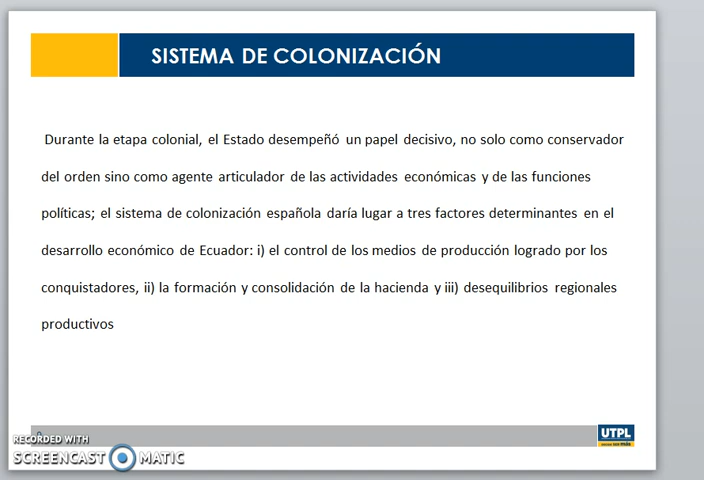 SISTEMA DE COLONIZACIÓN
Durante la etapa colonial, el Estado desempeñó un papel decisivo, no solo como conservador
del orden sino como agente articulador de las actividades económicas y de las funciones
políticas; el sistema de colonización española daría lugar a tres factores determinantes en el
desarrollo económico de Ecuador: i) el control de los medios de producción logrado por los
conquistadores, ii) la formación y consolidación de la hacienda y iii) desequilibrios regionales
productivos
RECORDED WITH
SCREENCAST MATIC
UTPL